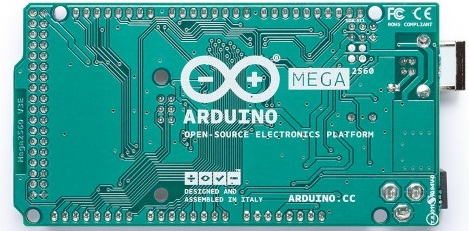 FC CE
ROHS COMPLIANT
MEGA
2560
ARDUINO
OPEN-SOURCE ELECTRONICS PLATFORM
Mega2560 V3E
DESIGNED AND
ASSEMBLED IN ITALY
ARDUINO.CC